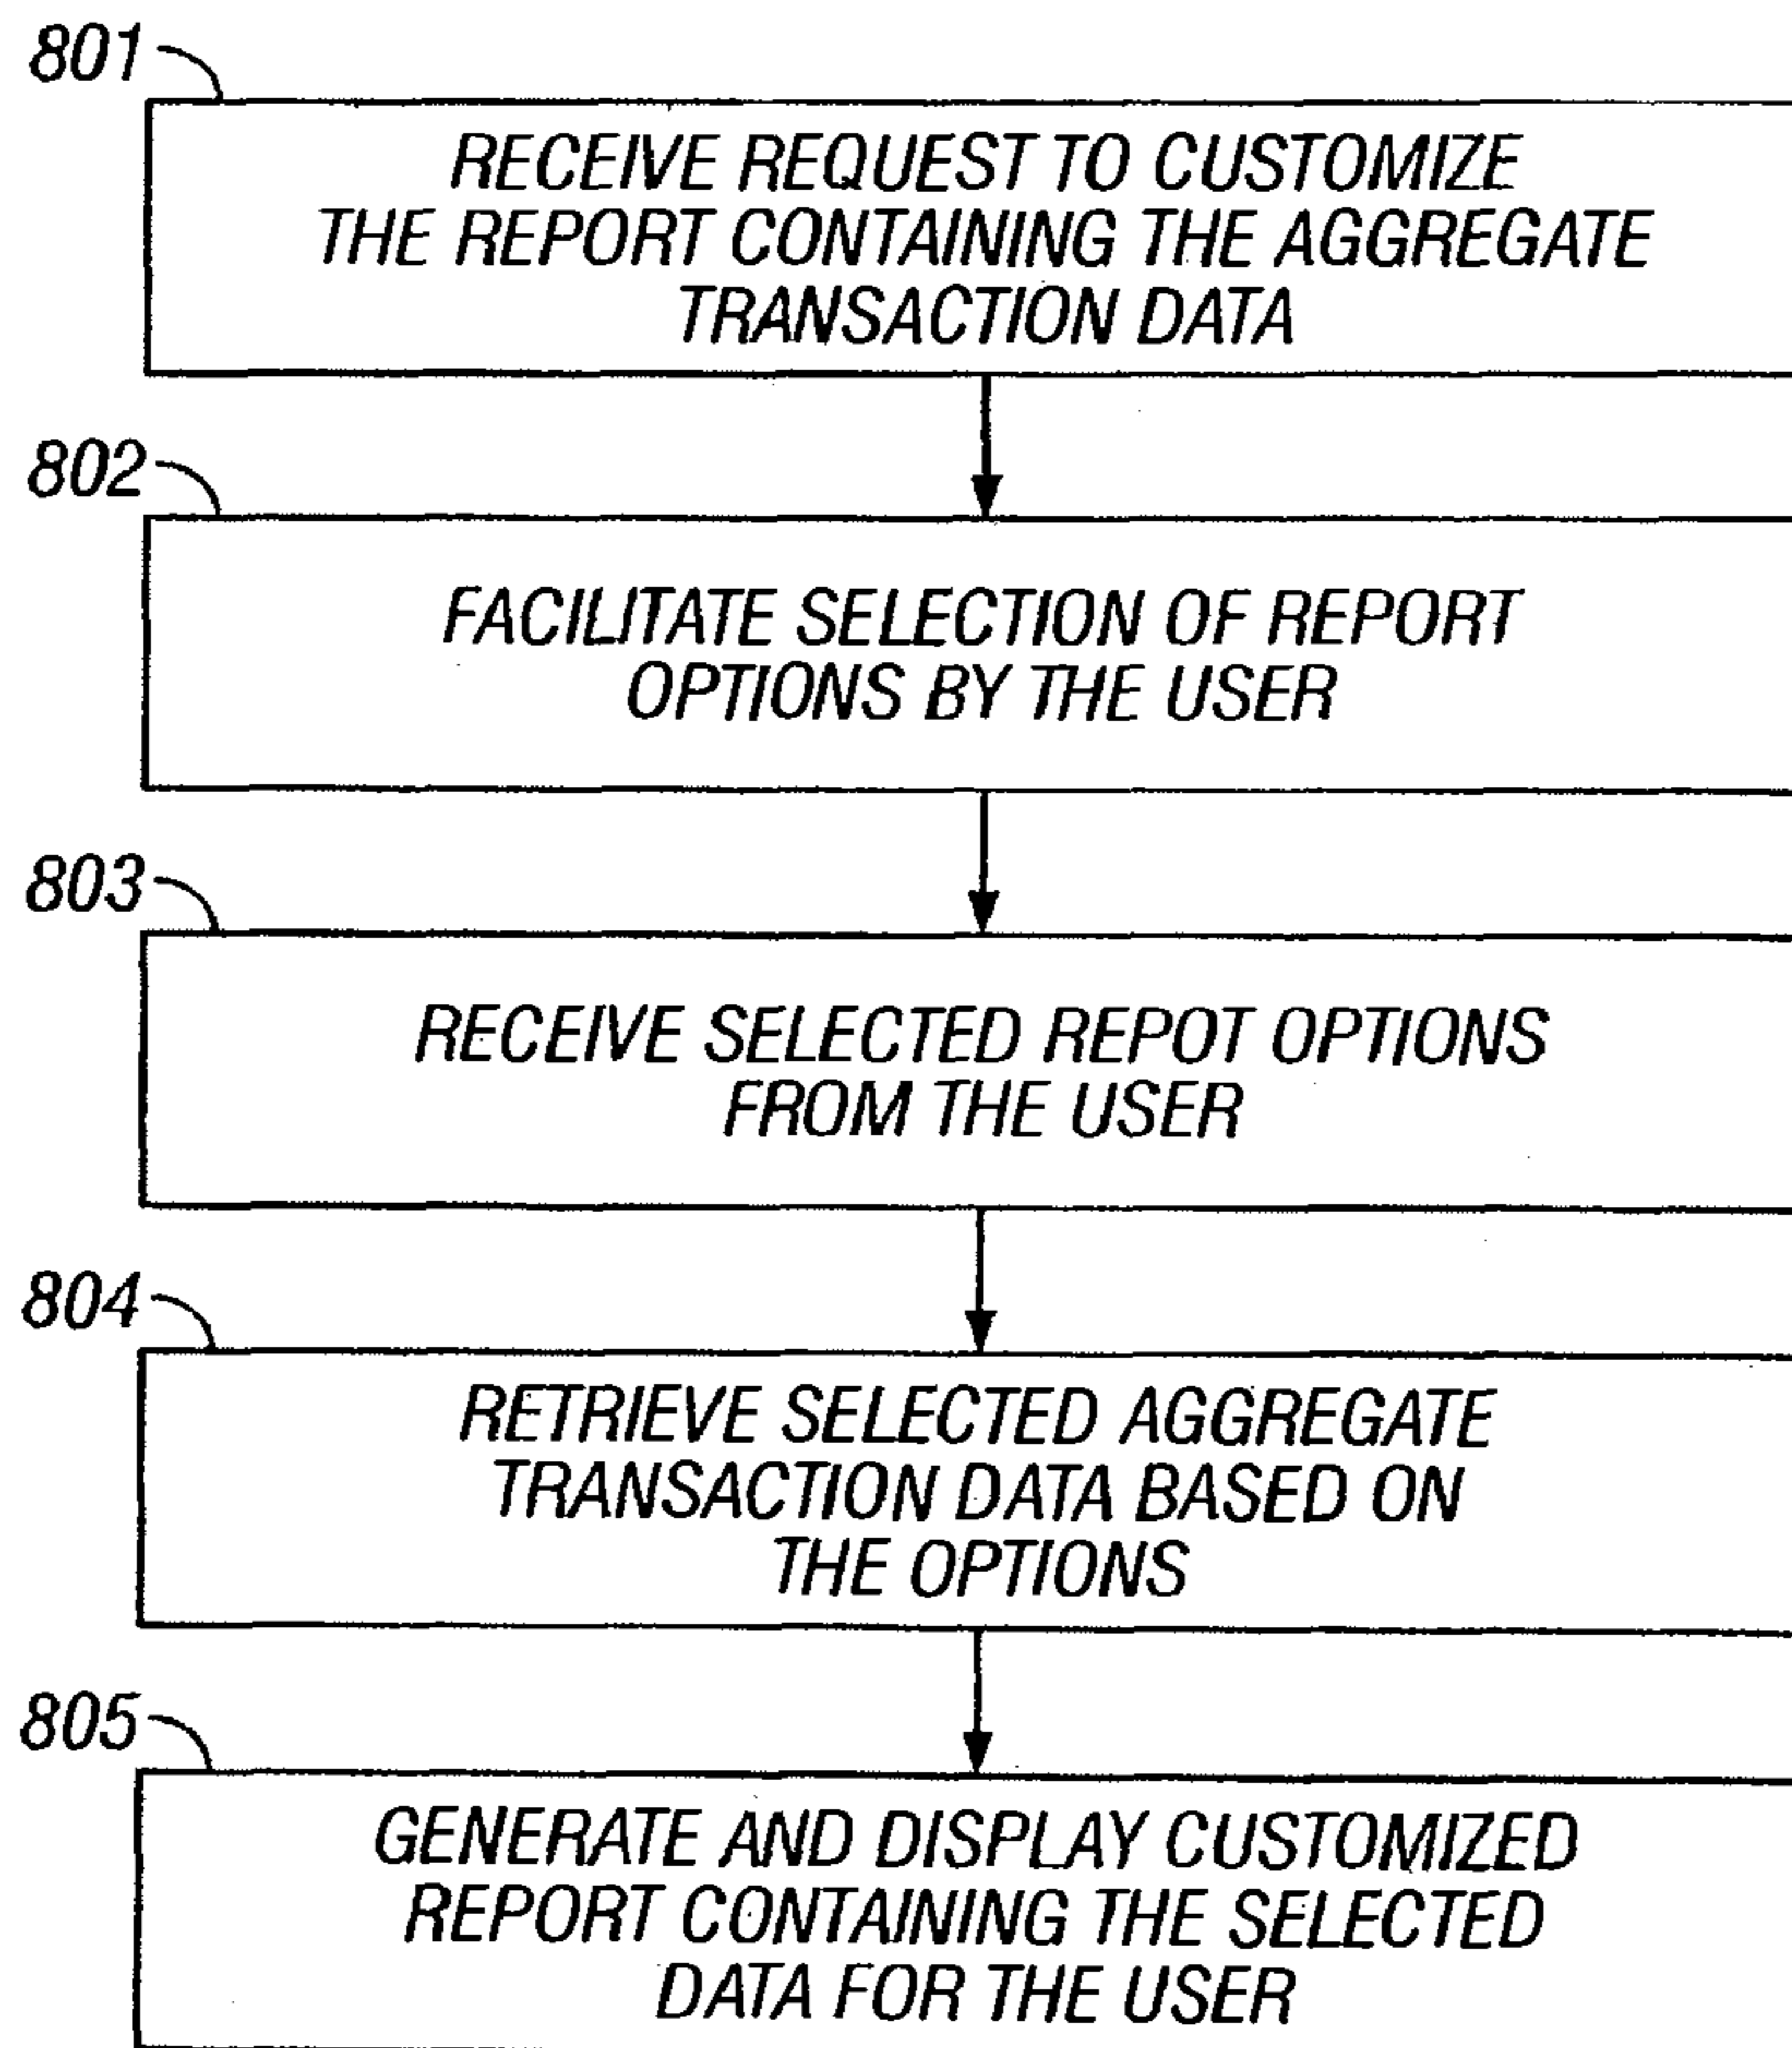 801
RECEIVE REQUEST TO CUSTOMIZE
THE REPORT CONTAINING THE AGGREGATE
TRANSACTION DATA
802
FACILITATE SELECTION OF REPORT
OPTIONS BY THE USER
803
RECEIVE SELECTED REPOT OPTIONS
FROM THE USER
804
RETRIEVE SELECTED AGGREGATE
TRANSACTION DATA BASED ON
THE OPTIONS
805
GENERATE AND DISPLAY CUSTOMIZED
REPORT CONTAINING THE SELECTED
DATA FOR THE USER